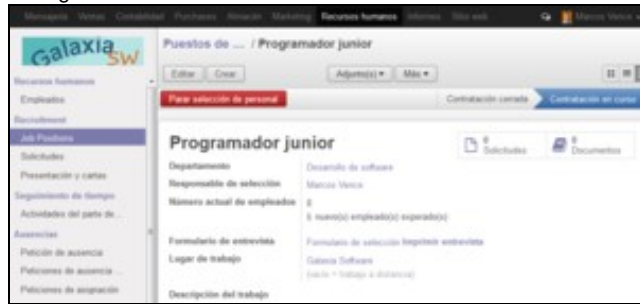 Mensajería Ventas Contabilidad Purchases Almacén Marketing Recursos humanos Informes Sitio web Marcos Vence
Galaxia SW
Puestos de ... / Programador junior
Editar Crear Adjunto(s) Más
Recursos humanos
Empleados
Parar selección de personal Contratación cerrada Contratación en curso
Recruitment
Job Positions
Solicitudes
Presentación y cartas
Seguimiento de tiempo
Actividades del parte de...
Ausencias
Petición de ausencia
Peticiones de ausencia ...
Peticiones de asignación
Programador junior
0 Solicitudes
0 Documentos
Departamento Desarrollo de software
Responsable de selección Marcos Vence
Número actual de empleados 0
nuevo(s) empleado(s) esperado(s)
Formulario de entrevista Formulario de selección Imprimir entrevista
Lugar de trabajo Galaxia Software
(vacío = trabajo a distancia)
Descripción del trabajo